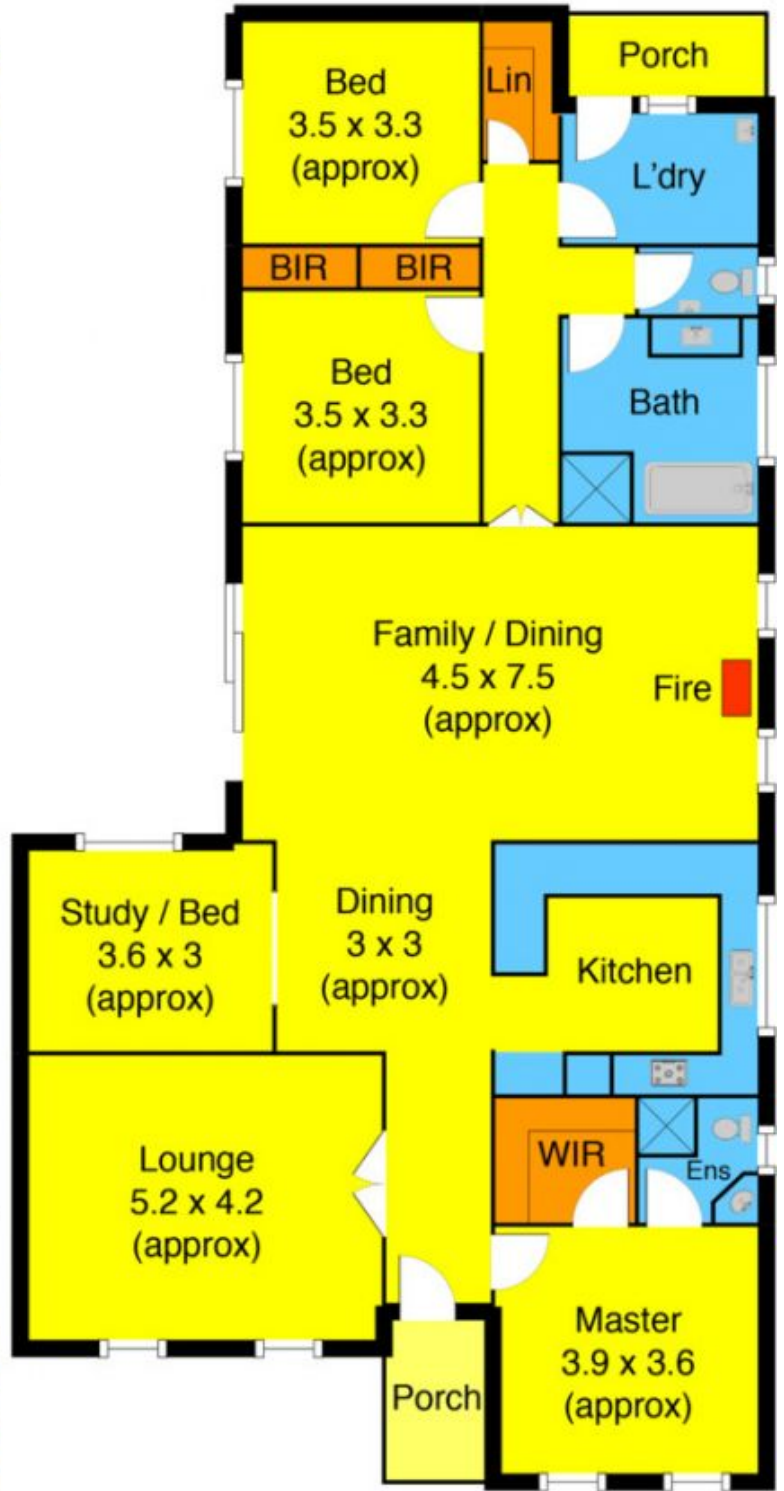 Bed
3.5 x 3.3
(approx)
Lin
Porch
L'dry
BIR
BIR
Bed
3.5 x 3.3
(approx)
Bath
Family / Dining
4.5 x 7.5
(approx)
Fire
Study / Bed
3.6 x 3
(approx)
Dining
3 x 3
(approx)
Kitchen
Lounge
5.2 x 4.2
(approx)
WIR
Ens
Master
3.9 x 3.6
(approx)
Porch